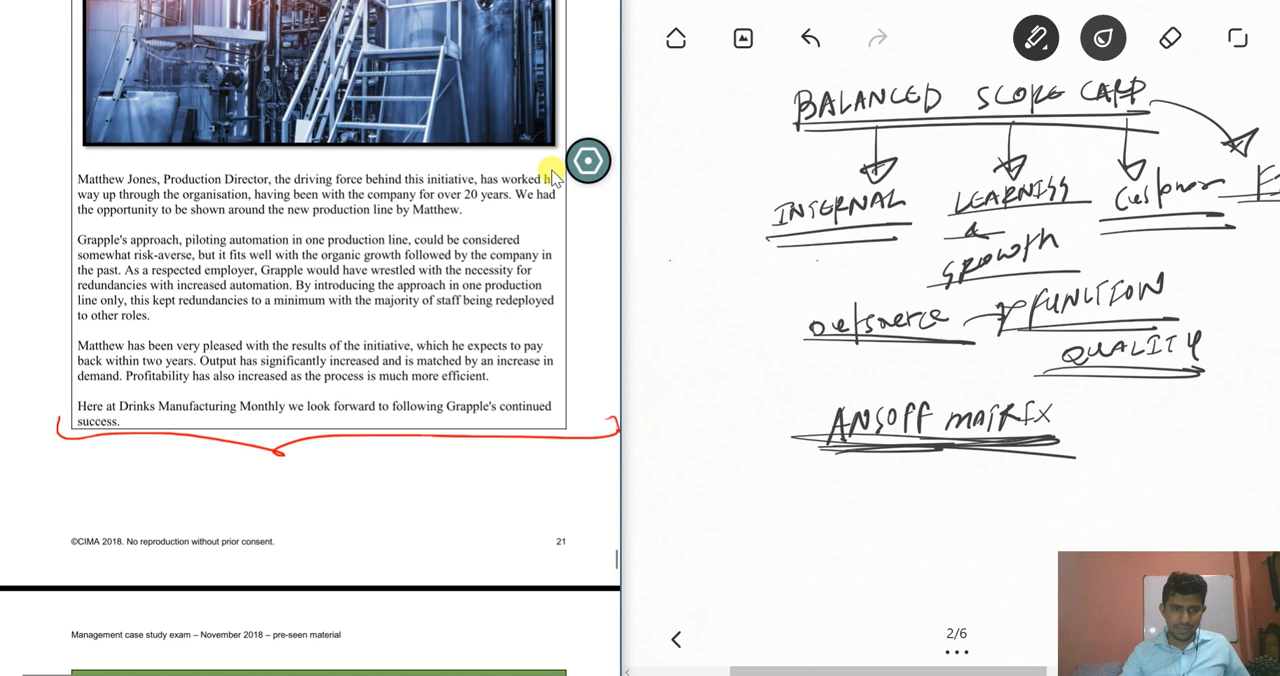 Matthew Jones, Production Director, the driving force behind this initiative, has worked h
way up through the organisation, having been with the company for over 20 years. We had
the opportunity to be shown around the new production line by Matthew.
Grapple's approach, piloting automation in one production line, could be considered
somewhat risk-averse, but it fits well with the organic growth followed by the company in
the past. As a respected employer, Grapple would have wrestled with the necessity for
redundancies with increased automation. By introducing the approach in one production
line only, this kept redundancies to a minimum with the majority of staff being redeployed
to other roles.
Matthew has been very pleased with the results of the initiative, which he expects to pay
back within two years. Output has significantly increased and is matched by an increase in
demand. Profitability has also increased as the process is much more efficient.
Here at Drinks Manufacturing Monthly we look forward to following Grapple's continued
success.
©CIMA 2018. No reproduction without prior consent. 21
Management case study exam – November 2018 – pre-seen material
BALANCED SCORE CARD
INTERNAL LEARNING Customer
&
growth
outsource FUNCTION
QUALITY
ANSOFF MATRIX
2/6